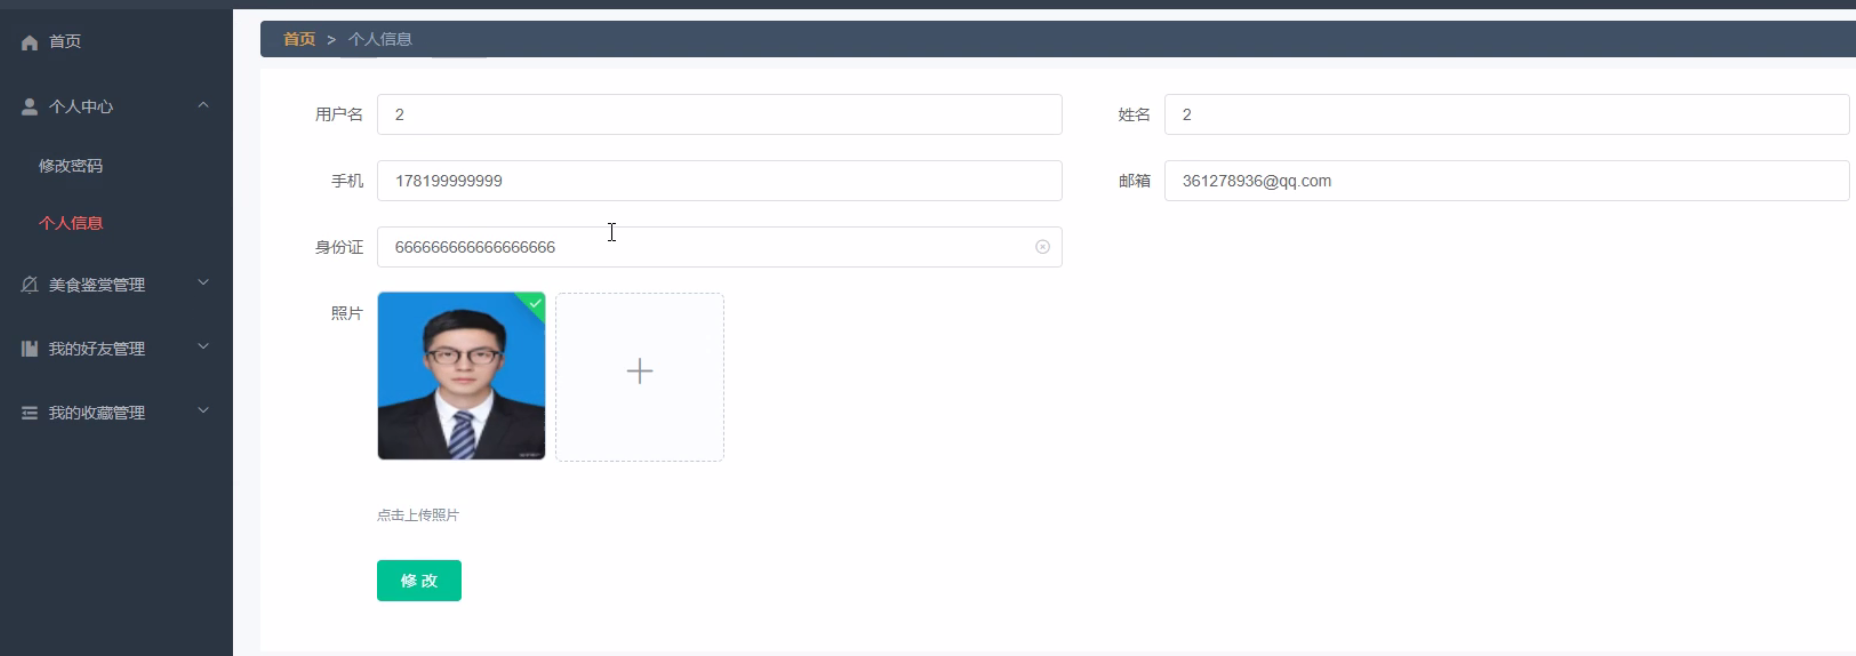 首页
个人中心
修改密码
个人信息
美食鉴赏管理
我的好友管理
我的收藏管理
首页 > 个人信息
用户名 2
姓名 2
手机 178199999999
邮箱 361278936@qq.com
身份证 666666666666666666
照片
点击上传照片
修改